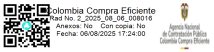 Colombia Compra Eficiente
Rad No. 2_2025_08_06_008016
Anexos: No Con copia: No
Fecha: 06/08/2025 17:24:00
Agencia Nacional
de Contratación Pública
Colombia Compra Eficiente